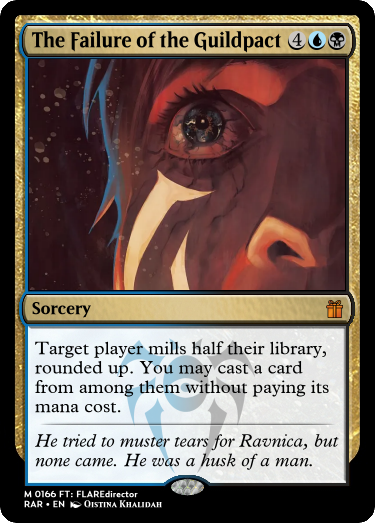 The Failure of the Guildpact 4
Sorcery
Target player mills half their library,
rounded up. You may cast a card
from among them without paying its
mana cost.
He tried to muster tears for Ravnica, but
none came. He was a husk of a man.
M 0166 FT: FLAREdirector
RAR • EN Oistina Khalidah